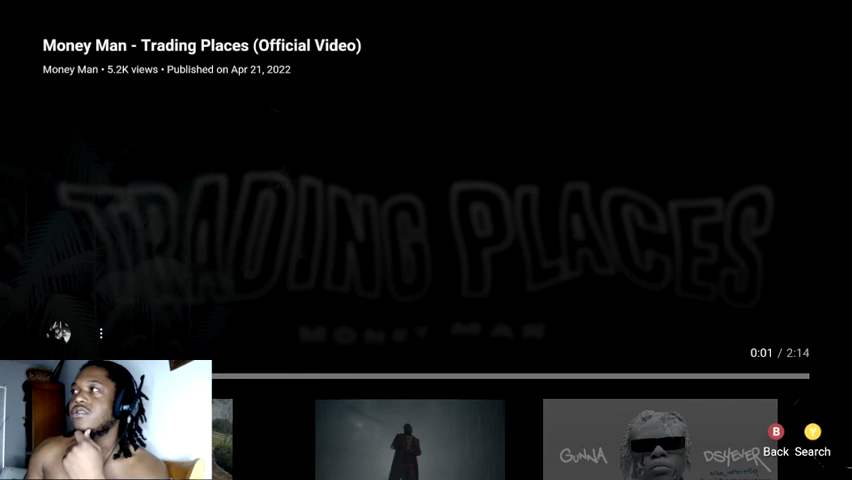 Money Man - Trading Places (Official Video)
Money Man • 5.2K views • Published on Apr 21, 2022
TRADING PLACES
MONEY MAN
0:01 / 2:14
GUNNA
DS4EVER
B
Y
Back
Search